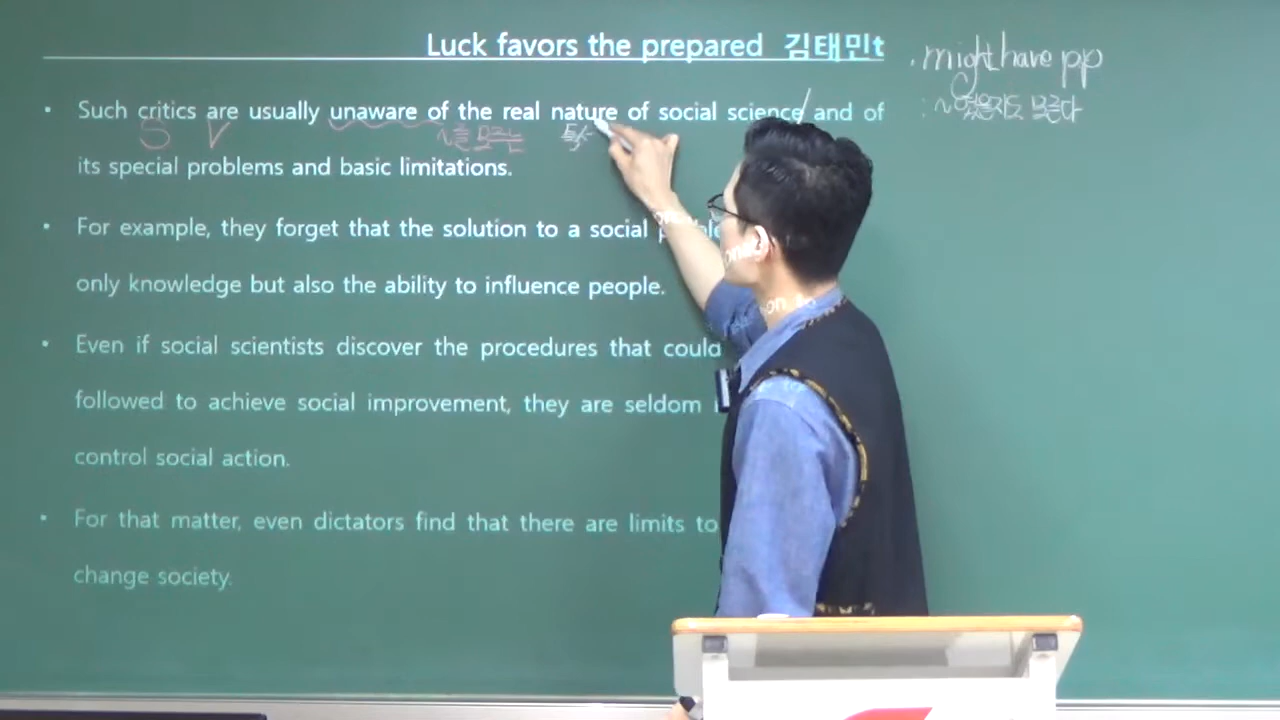 Luck favors the prepared 김태민t
· might have pp
: ~였을지도 모른다
• Such critics are usually unaware of the real nature of social science / and of
S V ~을 모르는
its special problems and basic limitations.
• For example, they forget that the solution to a social
only knowledge but also the ability to influence people.
• Even if social scientists discover the procedures that could
followed to achieve social improvement, they are seldom
control social action.
• For that matter, even dictators find that there are limits to
change society.